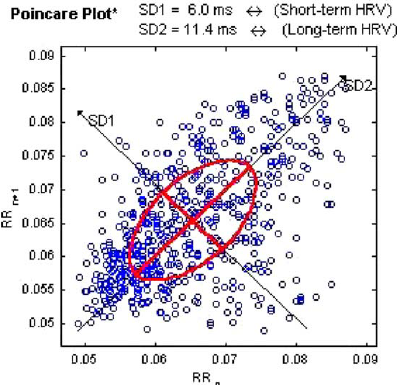 Poincare Plot* SD1 = 6.0 ms ↔ (Short-term HRV)
SD2 = 11.4 ms ↔ (Long-term HRV)
0.09
0.085
0.08
0.075
0.07
0.065
0.06
0.055
0.05
RR n+1
SD1
SD2
0.05 0.06 0.07 0.08 0.09
RR n